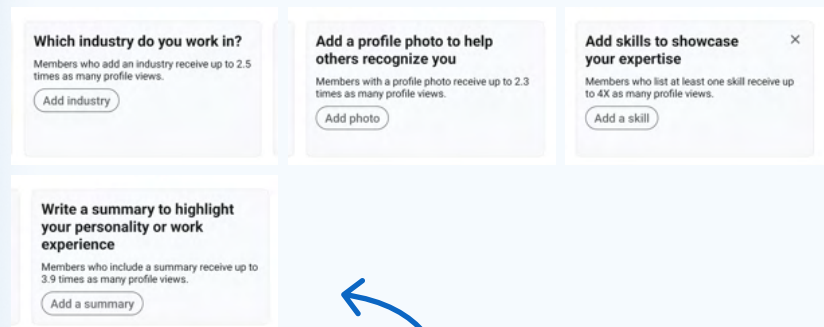 Which industry do you work in?
Members who add an industry receive up to 2.5
times as many profile views.
Add industry
Add a profile photo to help
others recognize you
Members with a profile photo receive up to 2.3
times as many profile views.
Add photo
Add skills to showcase
your expertise
Members who list at least one skill receive up
to 4X as many profile views.
Add a skill
Write a summary to highlight
your personality or work
experience
Members who include a summary receive up to
3.9 times as many profile views.
Add a summary